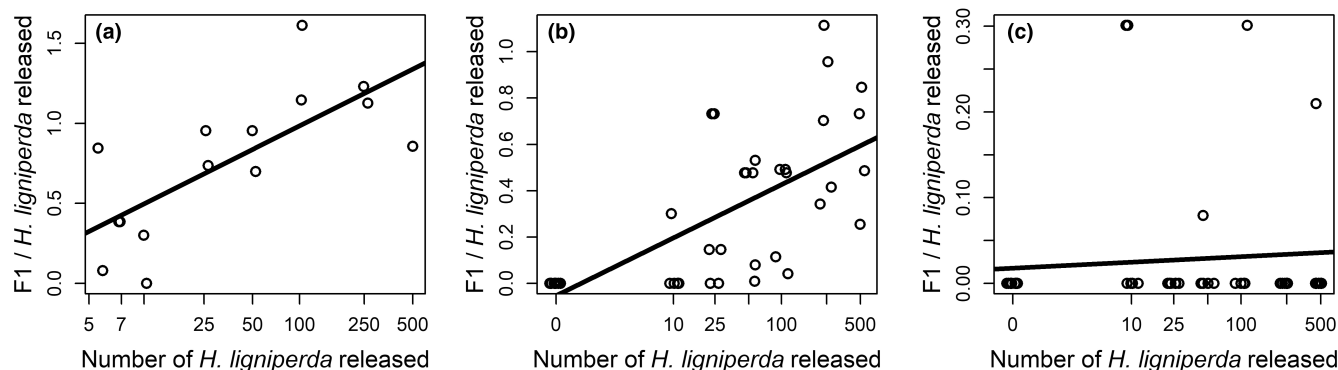 (a)
F1 / H. ligniperda released
1.5
1.0
0.5
0.0
5 7 25 50 100 250 500
Number of H. ligniperda released
(b)
F1 / H. ligniperda released
1.0
0.8
0.6
0.4
0.2
0.0
0 10 25 100 500
Number of H. ligniperda released
(c)
F1 / H. ligniperda released
0.30
0.20
0.10
0.00
0 10 25 100 500
Number of H. ligniperda released